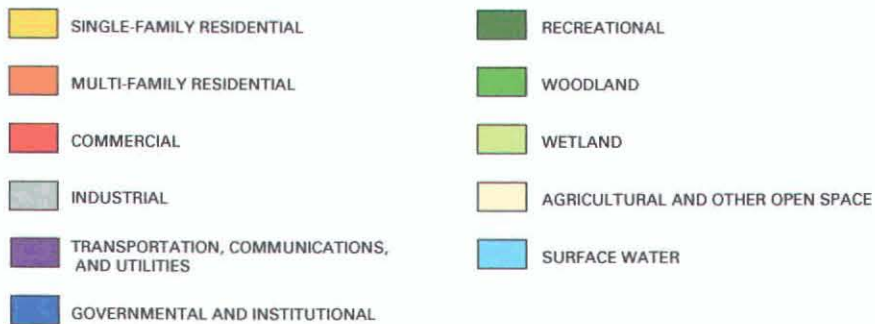 SINGLE-FAMILY RESIDENTIAL
MULTI-FAMILY RESIDENTIAL
COMMERCIAL
INDUSTRIAL
TRANSPORTATION, COMMUNICATIONS,
AND UTILITIES
GOVERNMENTAL AND INSTITUTIONAL
RECREATIONAL
WOODLAND
WETLAND
AGRICULTURAL AND OTHER OPEN SPACE
SURFACE WATER